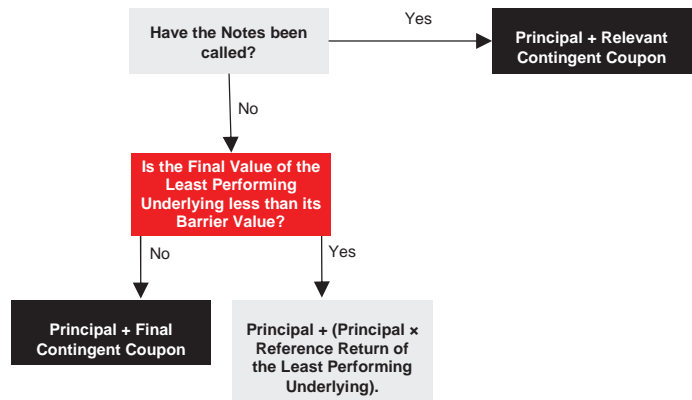 Have the Notes been
called?
Yes
Principal + Relevant
Contingent Coupon
No
Is the Final Value of the
Least Performing
Underlying less than its
Barrier Value?
No
Yes
Principal + Final
Contingent Coupon
Principal + (Principal ×
Reference Return of
the Least Performing
Underlying).